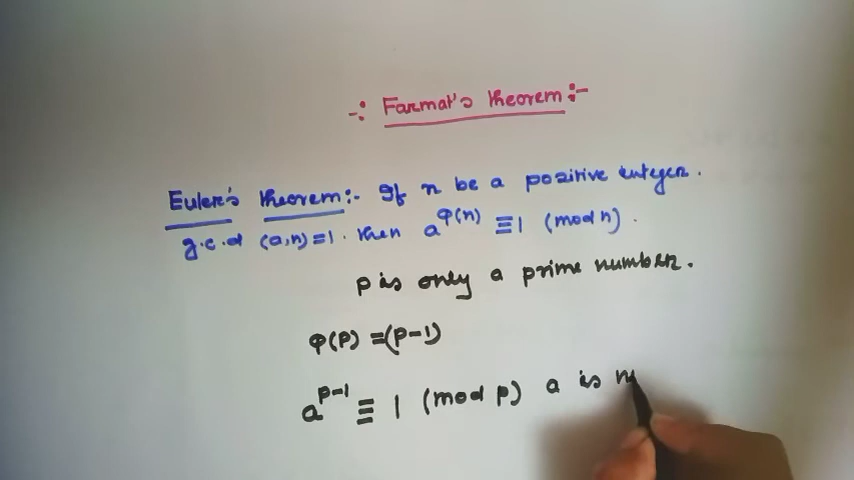 -: Farmat's theorem:-
Euler's theorem:- If n be a positive integer.
g.c.d (a,n)=1. then a^φ(n) ≡1 (mod n).
p is only a prime number.
φ(p) =(p-1)
a^p-1 ≡ 1 (mod p) a is n